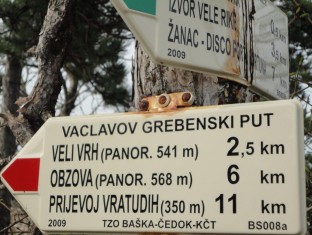 IZVOR VELE RIK
ŽANAC - DISCO
2009
VACLAVOV GREBENSKI PUT
VELI VRH (PANOR. 541 m) 2,5 km
OBZOVA (PANOR. 568 m) 6 km
PRIJEVOJ VRATUDIH (350 m) 11 km
2009 TZO BAŠKA-ČEDOK-KČT BS008a